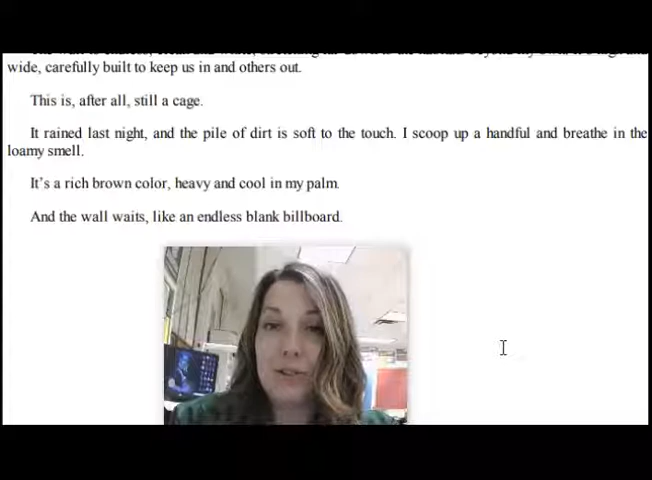 wide, carefully built to keep us in and others out.
This is, after all, still a cage.
It rained last night, and the pile of dirt is soft to the touch. I scoop up a handful and breathe in the
loamy smell.
It's a rich brown color, heavy and cool in my palm.
And the wall waits, like an endless blank billboard.